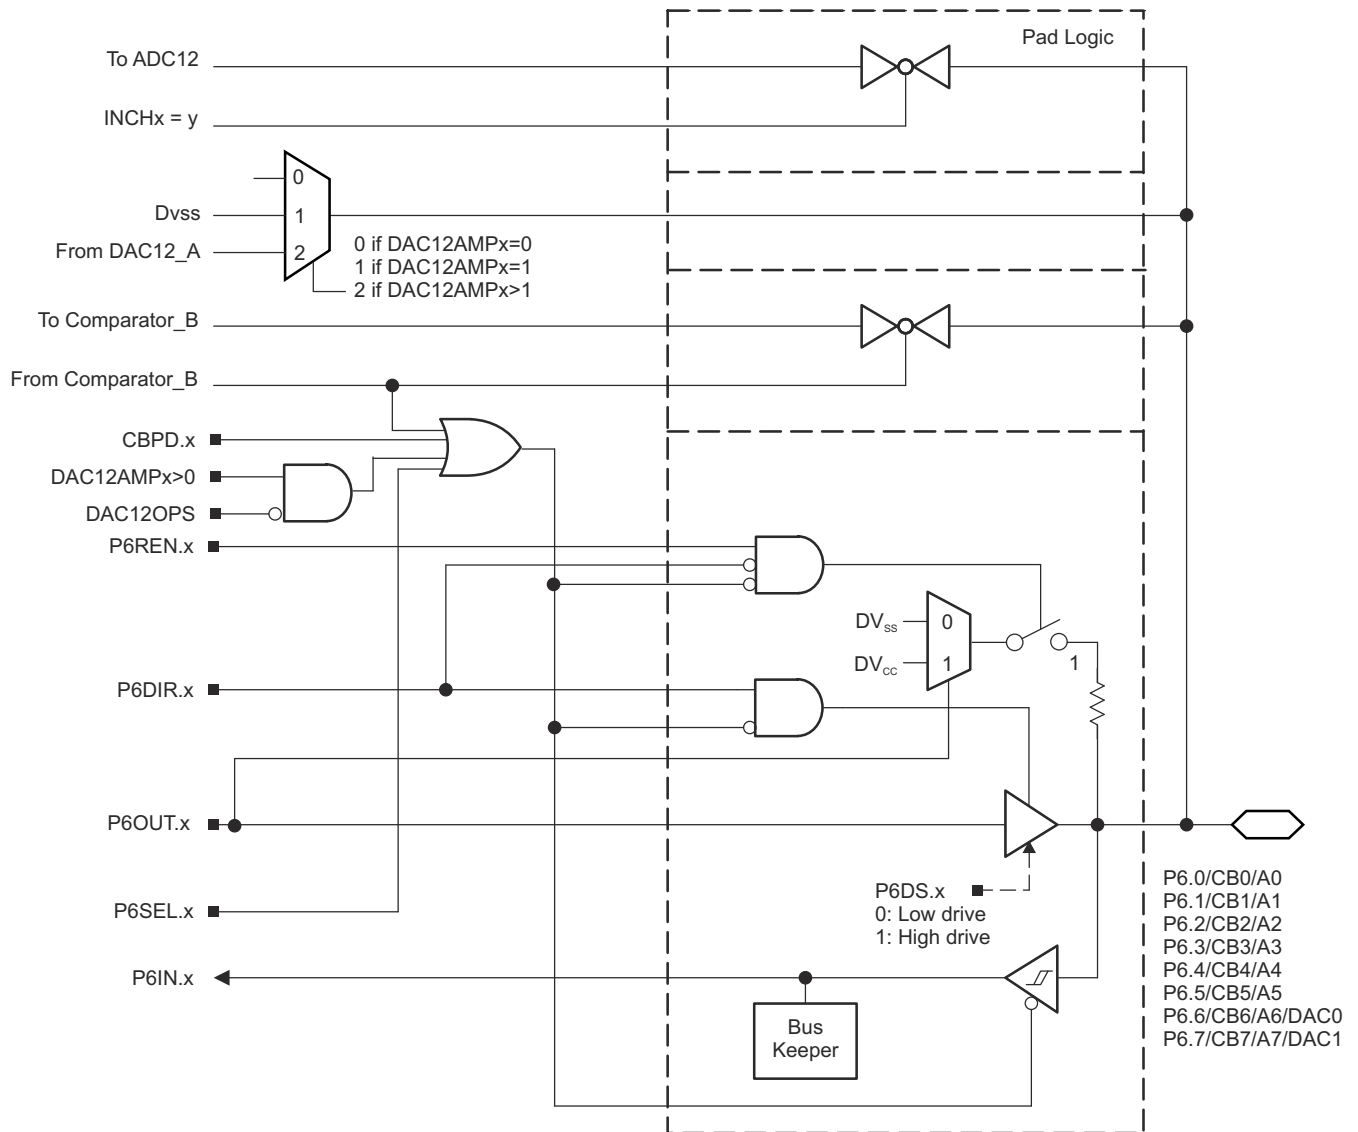 Pad Logic
To ADC12
INCHx = y
0
Dvss
1
From DAC12_A
2
0 if DAC12AMPx=0
1 if DAC12AMPx=1
2 if DAC12AMPx>1
To Comparator_B
From Comparator_B
CBPD.x
DAC12AMPx>0
DAC12OPS
P6REN.x
DVSS
0
DVCC
1
1
P6DIR.x
P6OUT.x
P6DS.x
0: Low drive
1: High drive
P6SEL.x
P6IN.x
Bus
Keeper
P6.0/CB0/A0
P6.1/CB1/A1
P6.2/CB2/A2
P6.3/CB3/A3
P6.4/CB4/A4
P6.5/CB5/A5
P6.6/CB6/A6/DAC0
P6.7/CB7/A7/DAC1